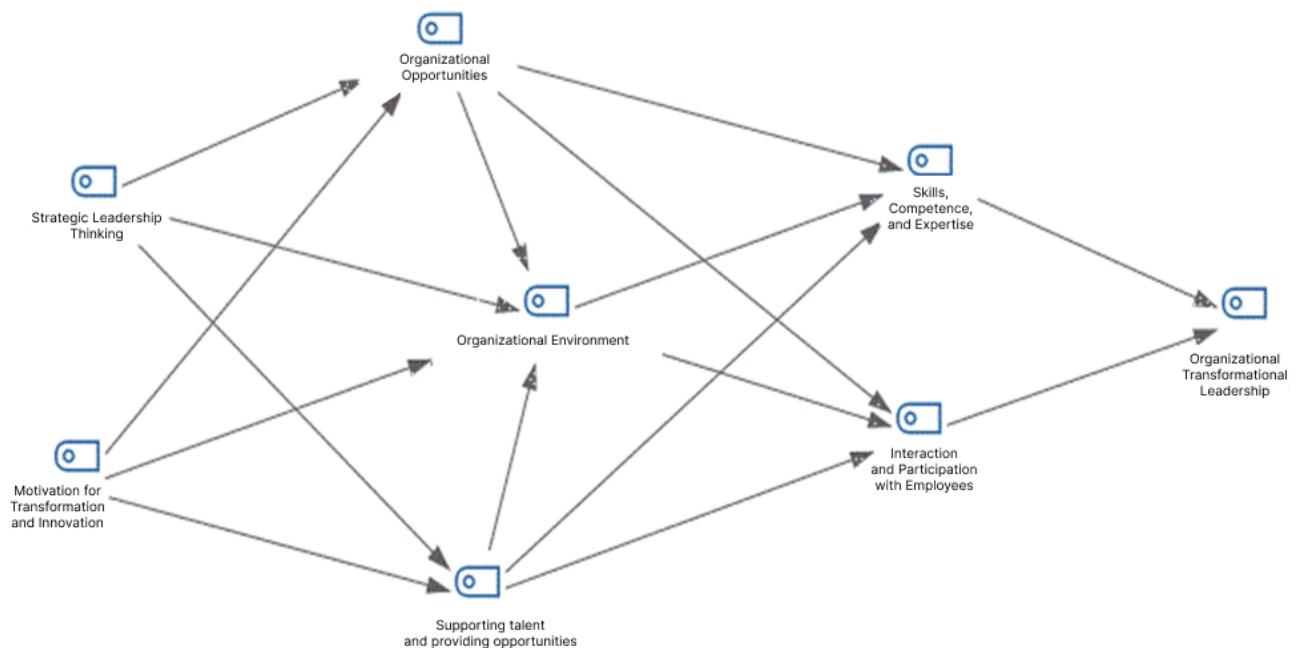 Organizational
Opportunities
Strategic Leadership
Thinking
Skills,
Competence,
and Expertise
Organizational Environment
Organizational
Transformational
Leadership
Motivation for
Transformation
and Innovation
Interaction
and Participation
with Employees
Supporting talent
and providing opportunities